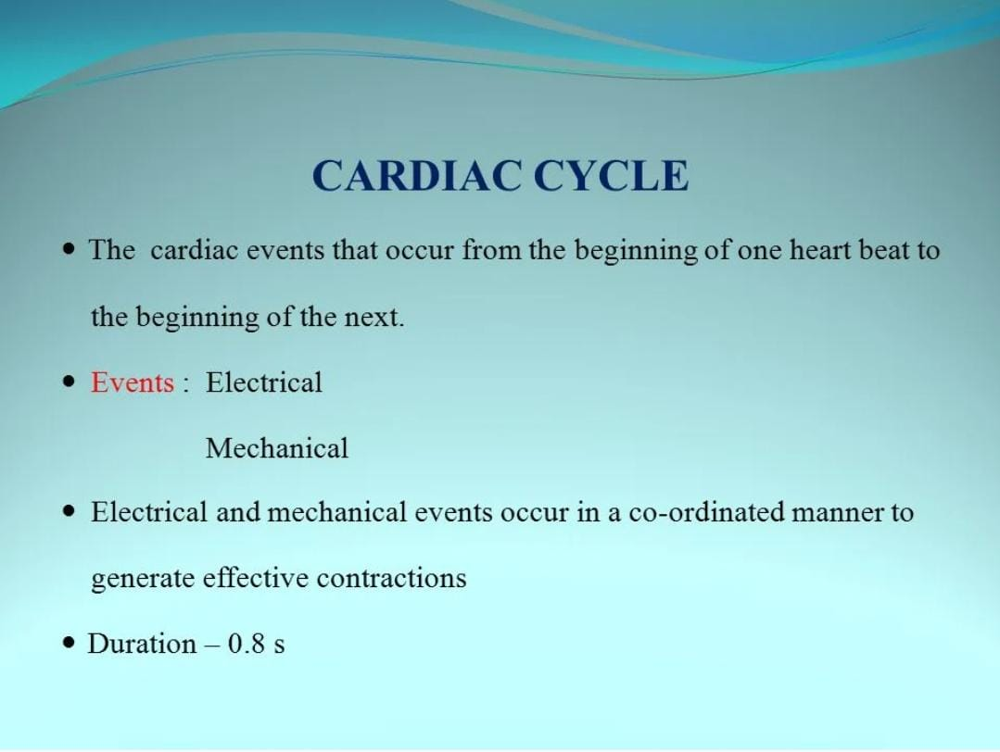 CARDIAC CYCLE
• The cardiac events that occur from the beginning of one heart beat to
the beginning of the next.
• Events : Electrical
Mechanical
• Electrical and mechanical events occur in a co-ordinated manner to
generate effective contractions
• Duration – 0.8 s